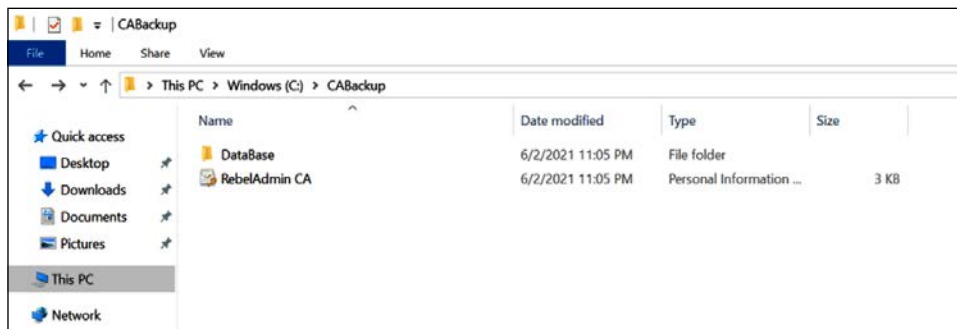 CABackup
File Home Share View
This PC > Windows (C:) > CABackup
Name Date modified Type Size
Quick access
DataBase 6/2/2021 11:05 PM File folder
Desktop
RebelAdmin CA 6/2/2021 11:05 PM Personal Information ... 3 KB
Downloads
Documents
Pictures
This PC
Network